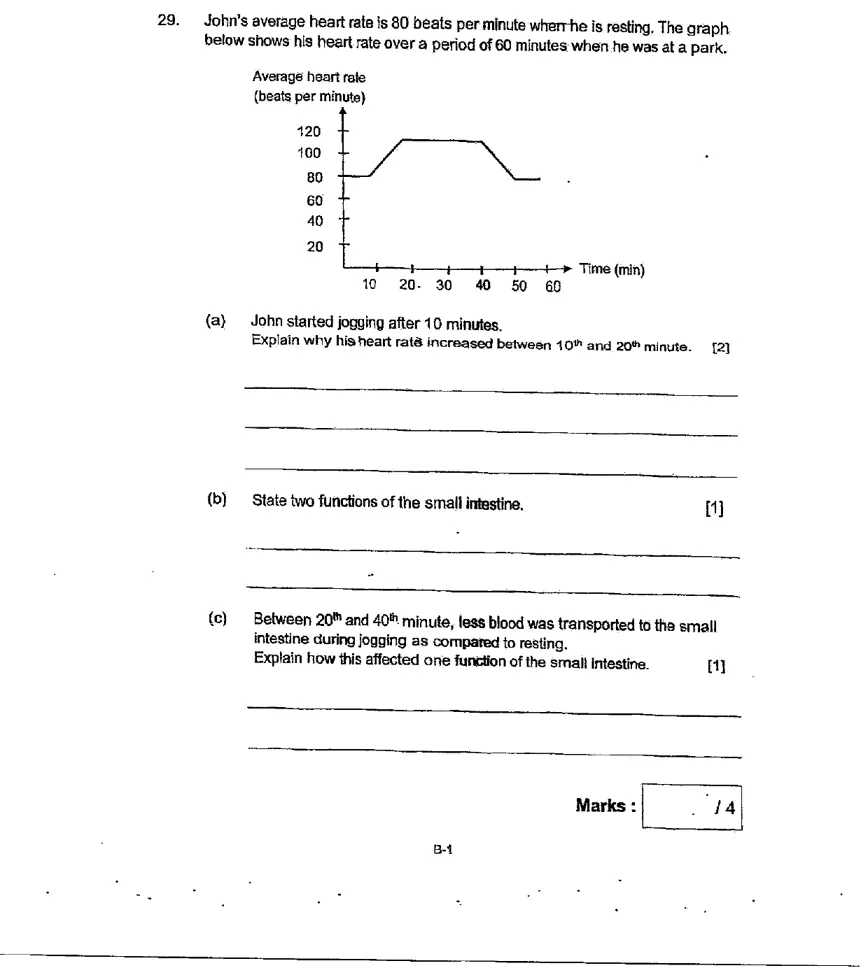 29. John's average heart rate is 80 beats per minute when he is resting. The graph
below shows his heart rate over a period of 60 minutes when he was at a park.
Average heart rate
(beats per minute)
120
100
80
60
40
20
Time (min)
10 20 30 40 50 60
(a) John started jogging after 10 minutes.
Explain why his heart rate increased between 10th and 20th minute. [2]
(b) State two functions of the small intestine. [1]
(c) Between 20th and 40th minute, less blood was transported to the small
intestine during jogging as compared to resting.
Explain how this affected one function of the small intestine. [1]
Marks : / 4
B-1